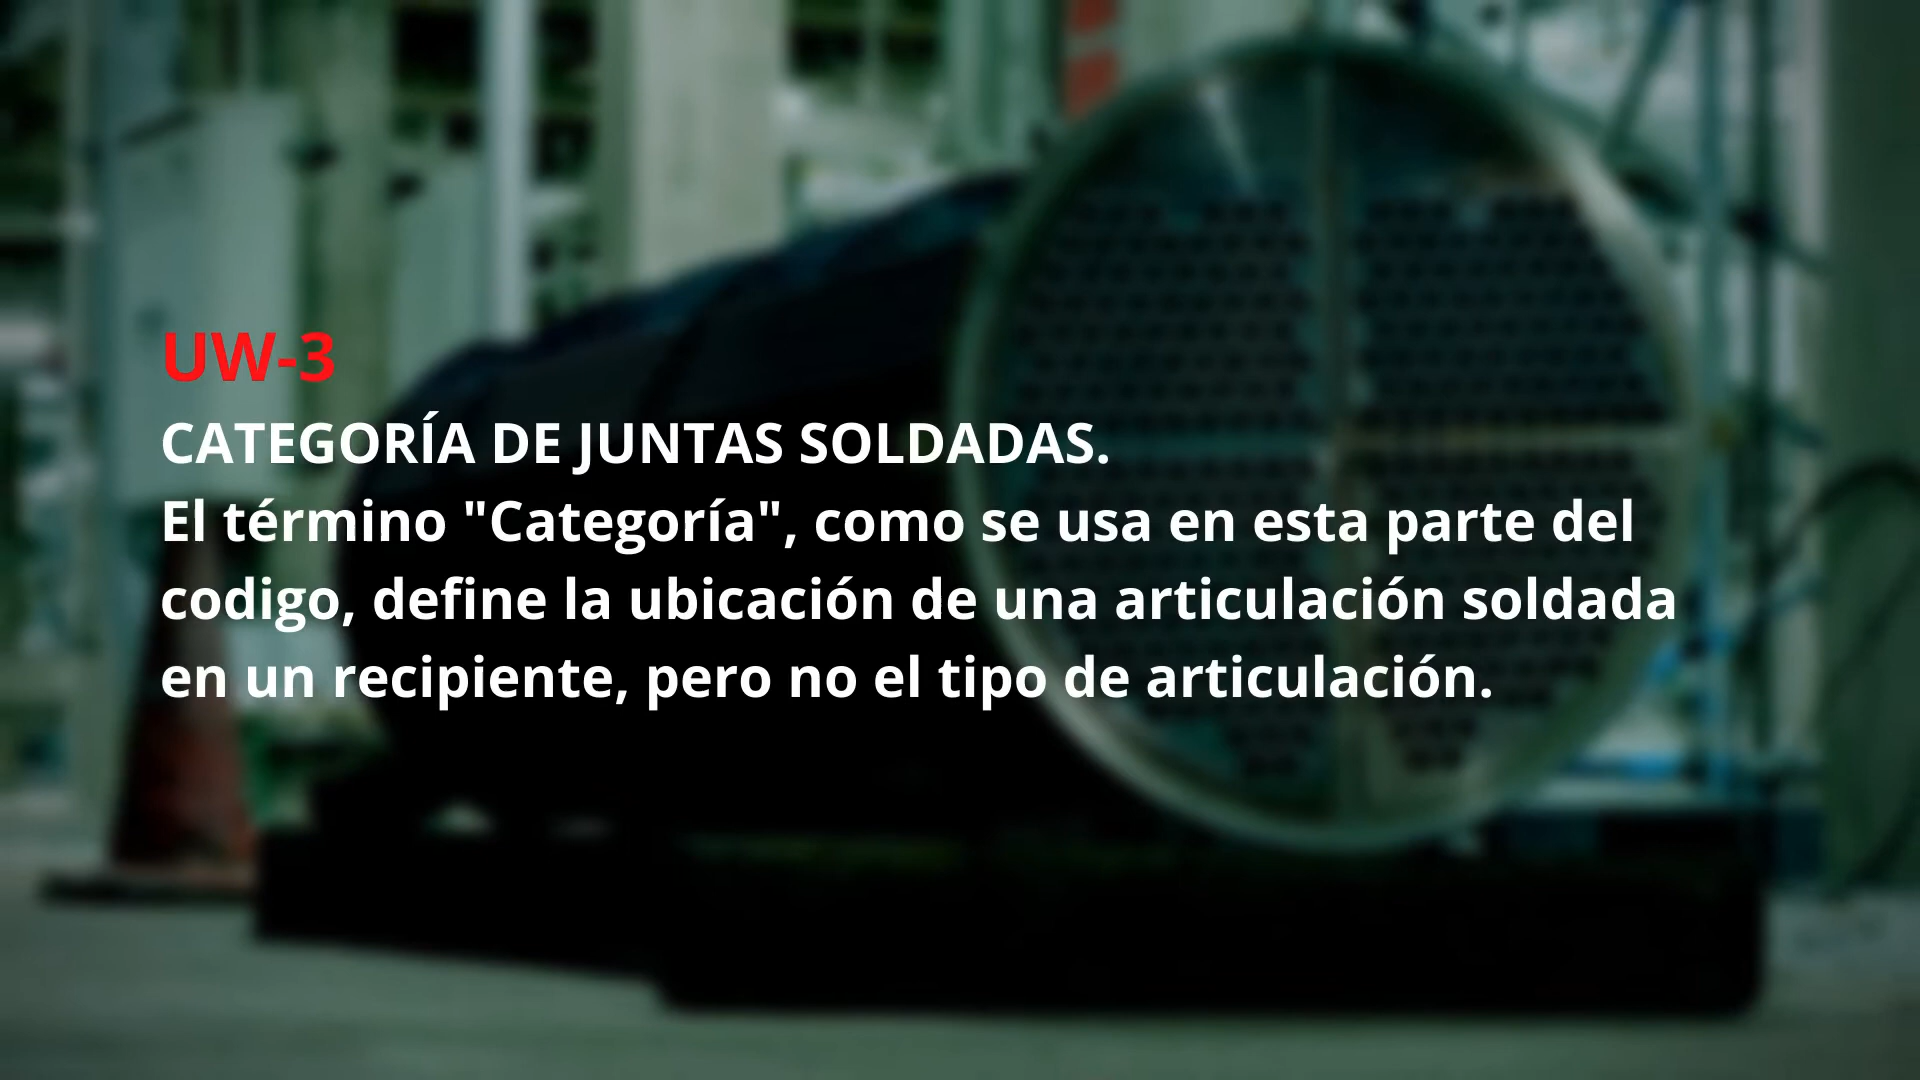 UW-3
CATEGORÍA DE JUNTAS SOLDADAS.
El término "Categoría", como se usa en esta parte del
codigo, define la ubicación de una articulación soldada
en un recipiente, pero no el tipo de articulación.